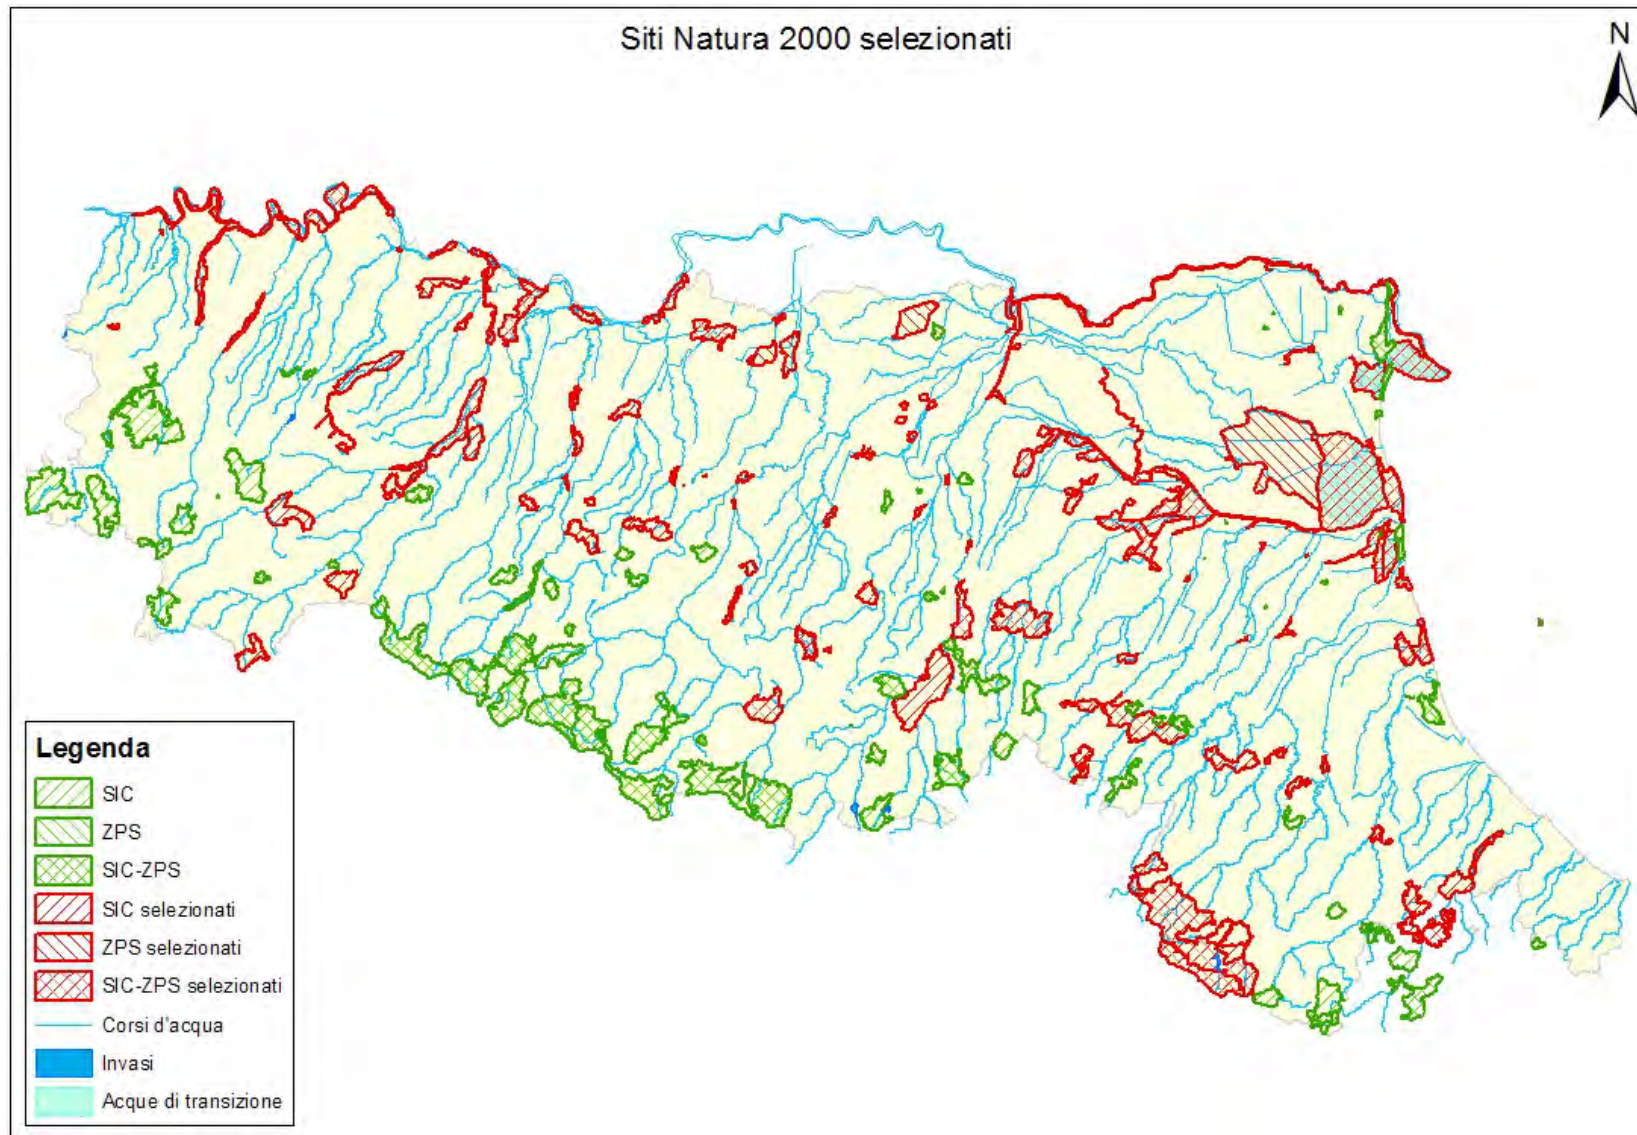 Siti Natura 2000 selezionati
N
Legenda
SIC
ZPS
SIC-ZPS
SIC selezionati
ZPS selezionati
SIC-ZPS selezionati
Corsi d'acqua
Invasi
Acque di transizione